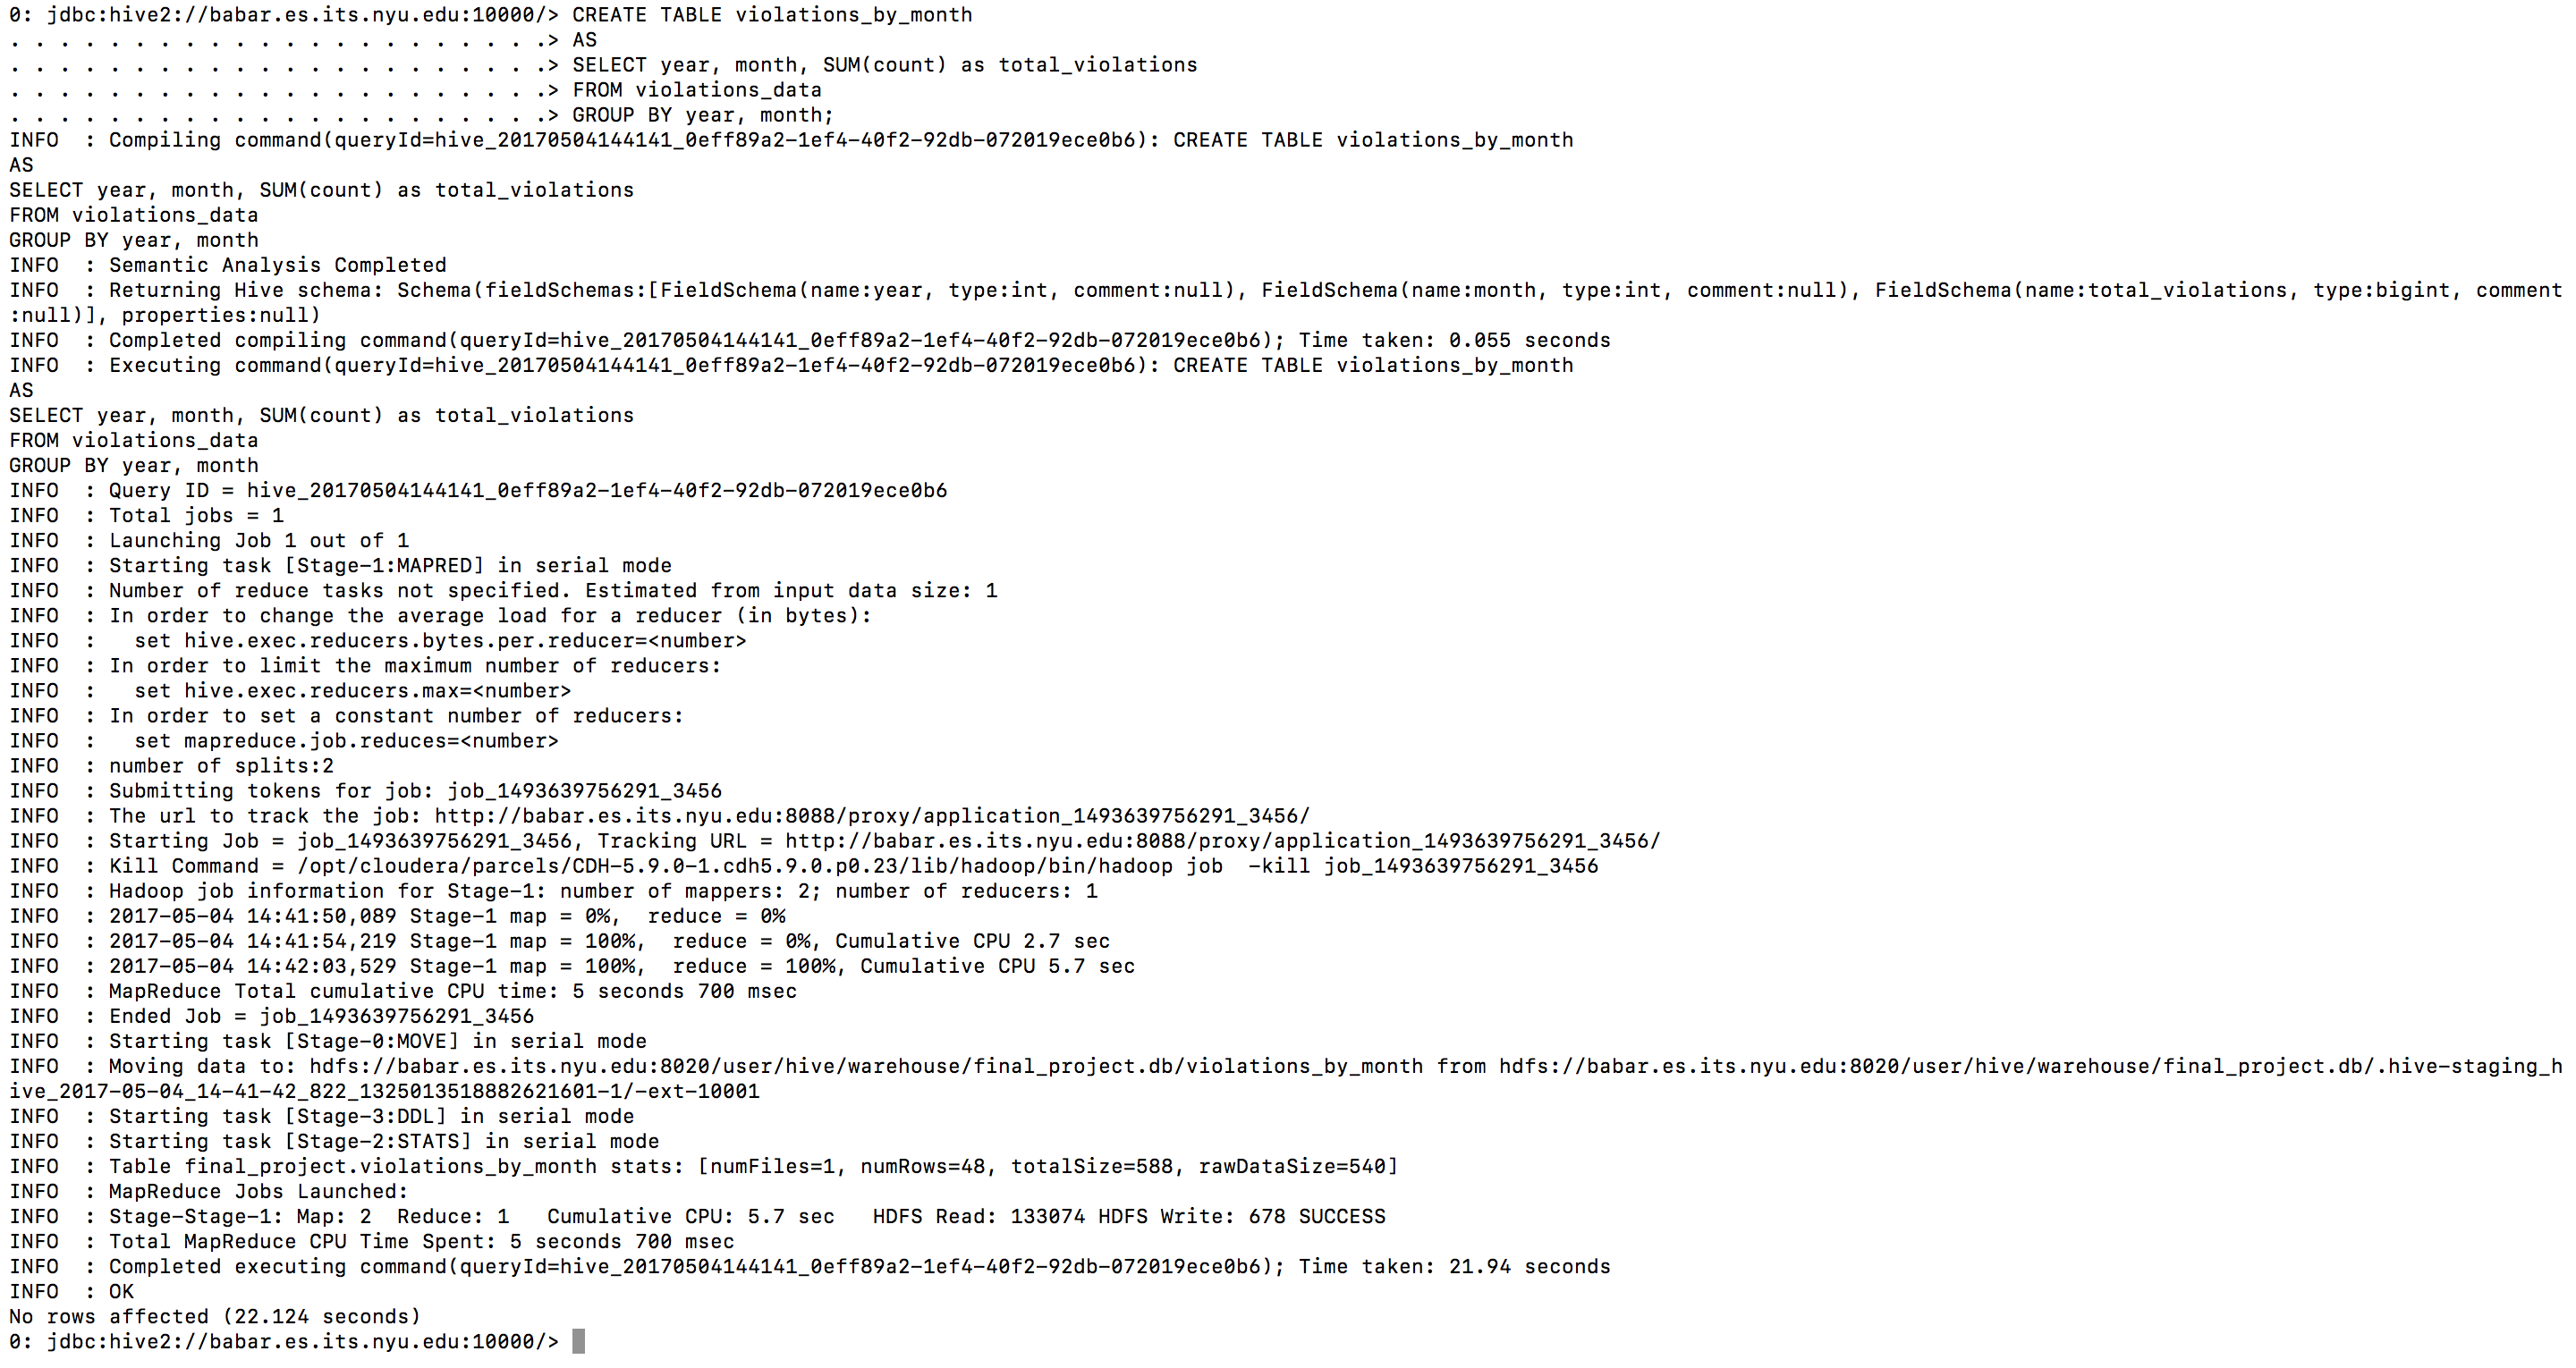 0: jdbc:hive2://babar.es.its.nyu.edu:10000/> CREATE TABLE violations_by_month
. . . . . . . . . . . . . . . . . . . . . .> AS
. . . . . . . . . . . . . . . . . . . . . .> SELECT year, month, SUM(count) as total_violations
. . . . . . . . . . . . . . . . . . . . . .> FROM violations_data
. . . . . . . . . . . . . . . . . . . . . .> GROUP BY year, month;
INFO  : Compiling command(queryId=hive_20170504144141_0eff89a2-1ef4-40f2-92db-072019ece0b6): CREATE TABLE violations_by_month
AS
SELECT year, month, SUM(count) as total_violations
FROM violations_data
GROUP BY year, month
INFO  : Semantic Analysis Completed
INFO  : Returning Hive schema: Schema(fieldSchemas:[FieldSchema(name:year, type:int, comment:null), FieldSchema(name:month, type:int, comment:null), FieldSchema(name:total_violations, type:bigint, comment
:null)], properties:null)
INFO  : Completed compiling command(queryId=hive_20170504144141_0eff89a2-1ef4-40f2-92db-072019ece0b6); Time taken: 0.055 seconds
INFO  : Executing command(queryId=hive_20170504144141_0eff89a2-1ef4-40f2-92db-072019ece0b6): CREATE TABLE violations_by_month
AS
SELECT year, month, SUM(count) as total_violations
FROM violations_data
GROUP BY year, month
INFO  : Query ID = hive_20170504144141_0eff89a2-1ef4-40f2-92db-072019ece0b6
INFO  : Total jobs = 1
INFO  : Launching Job 1 out of 1
INFO  : Starting task [Stage-1:MAPRED] in serial mode
INFO  : Number of reduce tasks not specified. Estimated from input data size: 1
INFO  : In order to change the average load for a reducer (in bytes):
INFO  :   set hive.exec.reducers.bytes.per.reducer=<number>
INFO  : In order to limit the maximum number of reducers:
INFO  :   set hive.exec.reducers.max=<number>
INFO  : In order to set a constant number of reducers:
INFO  :   set mapreduce.job.reduces=<number>
INFO  : number of splits:2
INFO  : Submitting tokens for job: job_1493639756291_3456
INFO  : The url to track the job: http://babar.es.its.nyu.edu:8088/proxy/application_1493639756291_3456/
INFO  : Starting Job = job_1493639756291_3456, Tracking URL = http://babar.es.its.nyu.edu:8088/proxy/application_1493639756291_3456/
INFO  : Kill Command = /opt/cloudera/parcels/CDH-5.9.0-1.cdh5.9.0.p0.23/lib/hadoop/bin/hadoop job  -kill job_1493639756291_3456
INFO  : Hadoop job information for Stage-1: number of mappers: 2; number of reducers: 1
INFO  : 2017-05-04 14:41:50,089 Stage-1 map = 0%,  reduce = 0%
INFO  : 2017-05-04 14:41:54,219 Stage-1 map = 100%,  reduce = 0%, Cumulative CPU 2.7 sec
INFO  : 2017-05-04 14:42:03,529 Stage-1 map = 100%,  reduce = 100%, Cumulative CPU 5.7 sec
INFO  : MapReduce Total cumulative CPU time: 5 seconds 700 msec
INFO  : Ended Job = job_1493639756291_3456
INFO  : Starting task [Stage-0:MOVE] in serial mode
INFO  : Moving data to: hdfs://babar.es.its.nyu.edu:8020/user/hive/warehouse/final_project.db/violations_by_month from hdfs://babar.es.its.nyu.edu:8020/user/hive/warehouse/final_project.db/.hive-staging_h
ive_2017-05-04_14-41-42_822_1325013518882621601-1/-ext-10001
INFO  : Starting task [Stage-3:DDL] in serial mode
INFO  : Starting task [Stage-2:STATS] in serial mode
INFO  : Table final_project.violations_by_month stats: [numFiles=1, numRows=48, totalSize=588, rawDataSize=540]
INFO  : MapReduce Jobs Launched:
INFO  : Stage-Stage-1: Map: 2  Reduce: 1   Cumulative CPU: 5.7 sec   HDFS Read: 133074 HDFS Write: 678 SUCCESS
INFO  : Total MapReduce CPU Time Spent: 5 seconds 700 msec
INFO  : Completed executing command(queryId=hive_20170504144141_0eff89a2-1ef4-40f2-92db-072019ece0b6); Time taken: 21.94 seconds
INFO  : OK
No rows affected (22.124 seconds)
0: jdbc:hive2://babar.es.its.nyu.edu:10000/>